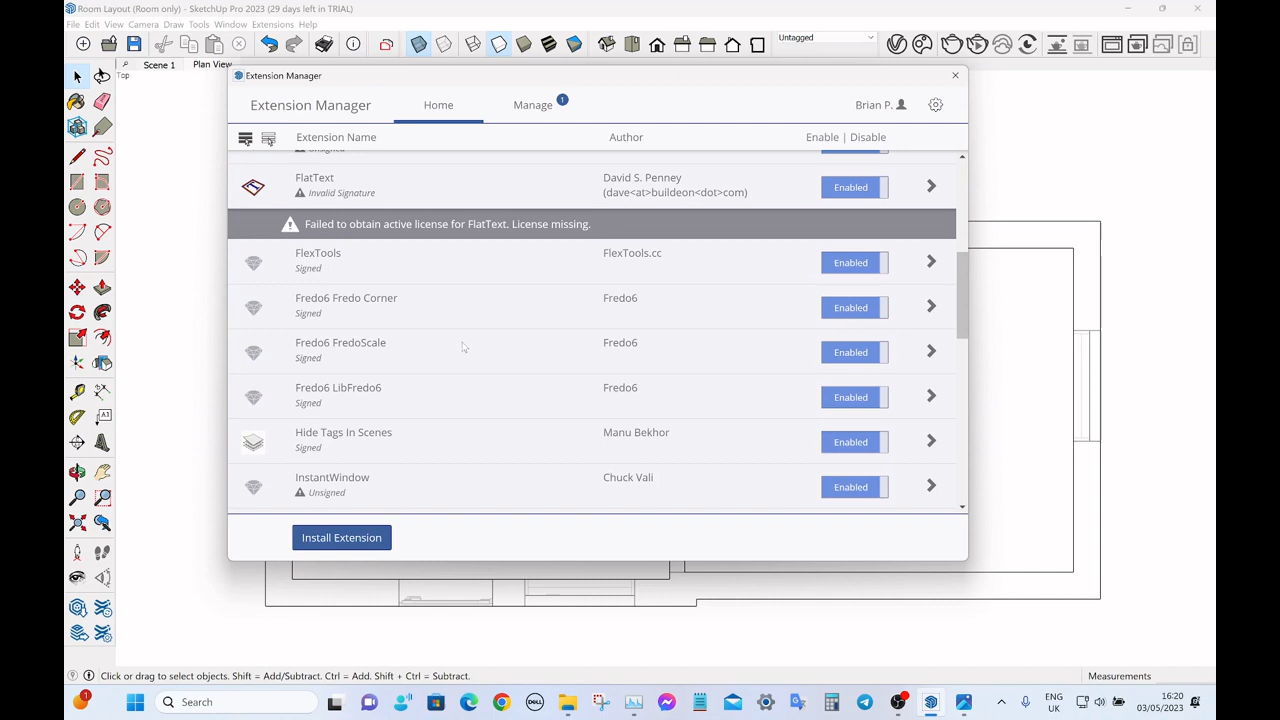 Room Layout (Room only) - SketchUp Pro 2023 (29 days left in TRIAL)
File Edit View Camera Draw Tools Window Extensions Help
Untagged
Scene 1 Plan View
Top
Extension Manager
Extension Manager Home Manage 1 Brian P.
Extension Name Author Enable | Disable
FlatText David S. Penney
Invalid Signature (dave<at>buildeon<dot>com) Enabled
Failed to obtain active license for FlatText. License missing.
FlexTools FlexTools.cc
Signed Enabled
Fredo6 Fredo Corner Fredo6
Signed Enabled
Fredo6 FredoScale Fredo6
Signed Enabled
Fredo6 LibFredo6 Fredo6
Signed Enabled
Hide Tags In Scenes Manu Bekhor
Signed Enabled
InstantWindow Chuck Vali
Unsigned Enabled
Install Extension
Click or drag to select objects. Shift = Add/Subtract. Ctrl = Add. Shift + Ctrl = Subtract. Measurements
1 Search DELL ENG UK 16:20 03/05/2023